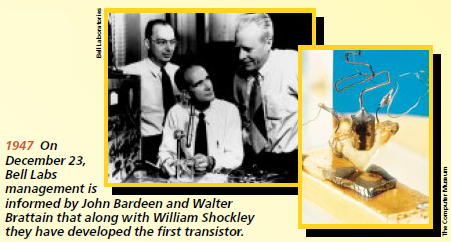 Bell Laboratories
1947 On
December 23,
Bell Labs
management is
informed by John Bardeen and Walter
Brattain that along with William Shockley
they have developed the first transistor.
The Computer Museum